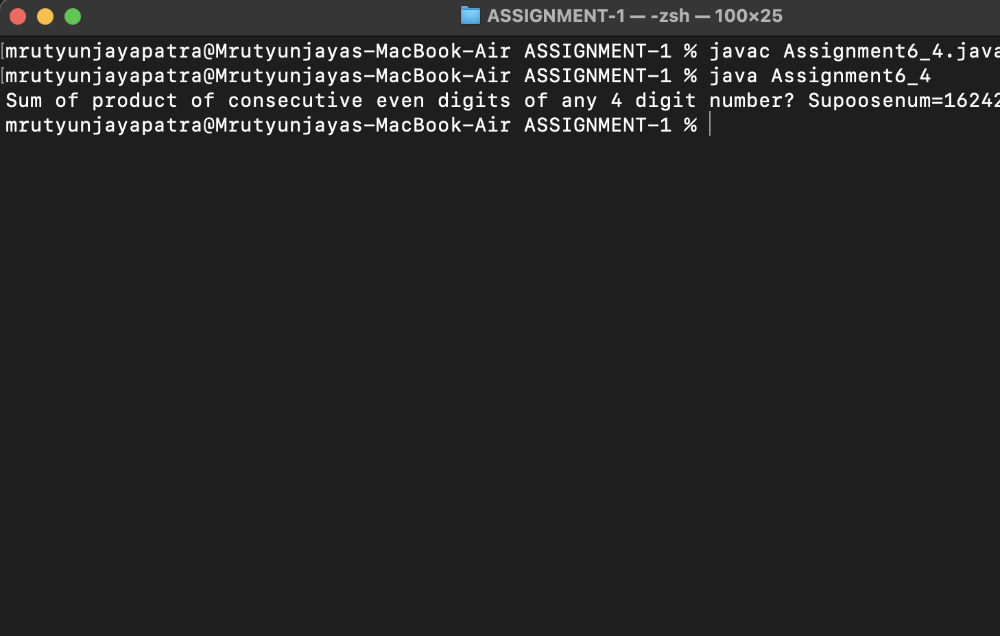 ASSIGNMENT-1 — -zsh — 100×25
[mrutyunjayapatra@Mrutyunjayas-MacBook-Air ASSIGNMENT-1 % javac Assignment6_4.java
[mrutyunjayapatra@Mrutyunjayas-MacBook-Air ASSIGNMENT-1 % java Assignment6_4
Sum of product of consecutive even digits of any 4 digit number? Supoosenum=16242
mrutyunjayapatra@Mrutyunjayas-MacBook-Air ASSIGNMENT-1 %